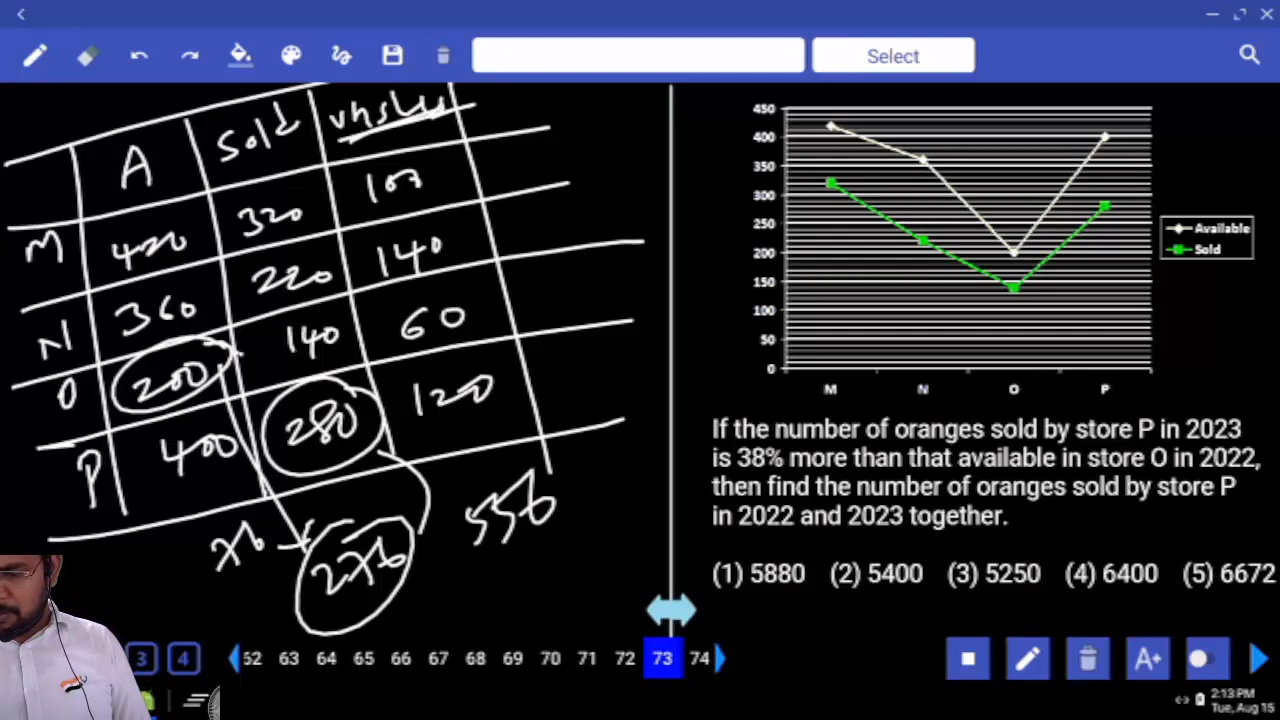 Select
A Sold
M 420 320 100
N 360 220 140
O 200 140 60
P 400 280 120
76 276 556
450
400
350
300
250
200
150
100
50
0
M N O P
Available
Sold
If the number of oranges sold by store P in 2023
is 38% more than that available in store O in 2022,
then find the number of oranges sold by store P
in 2022 and 2023 together.
(1) 5880 (2) 5400 (3) 5250 (4) 6400 (5) 6672
3 4 52 63 64 65 66 67 68 69 70 71 72 73 74
A+
2:13PM
Tue, Aug 15